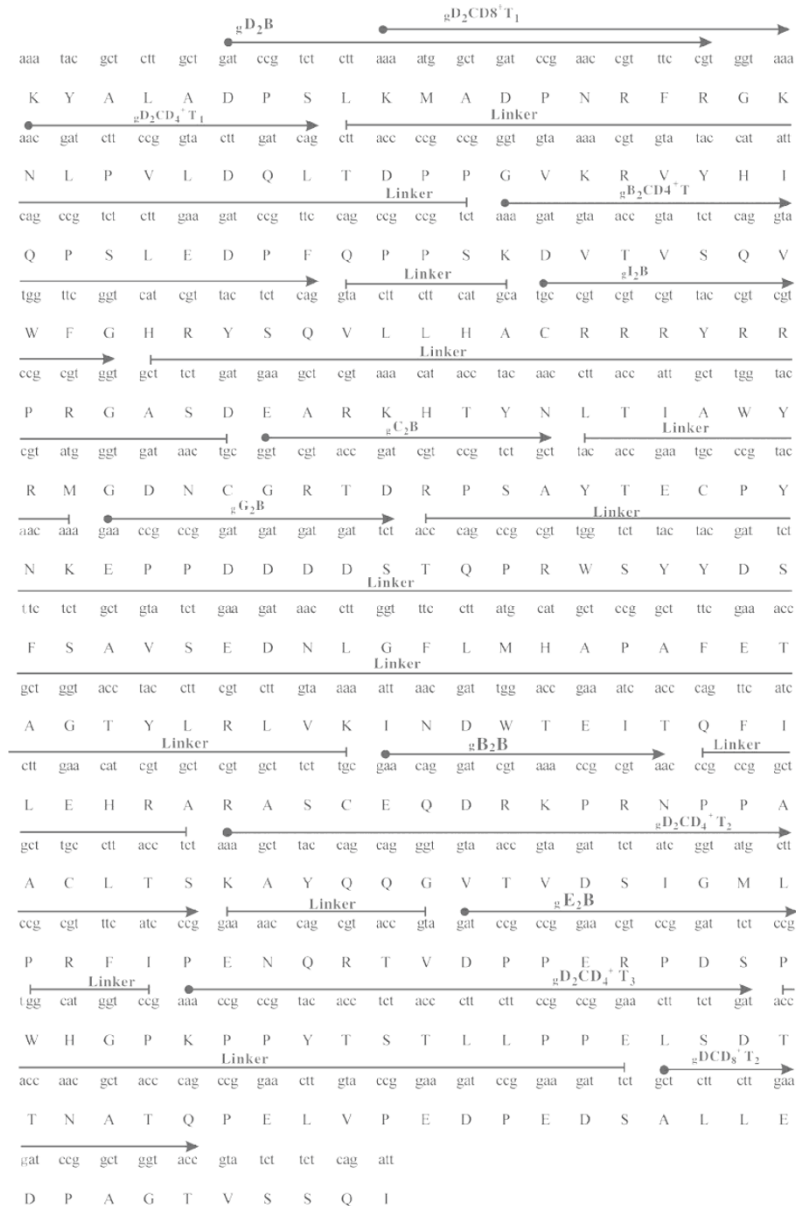 gD₂B gD₂CD8⁺T₁
aaa tac gct ctt gct gat ccg tct ctt aaa atg gct gat ccg aac cgt ttc cgt ggt aaa
K Y A L A D P S L K M A D P N R F R G K
gD₂CD₄⁺T₁ Linker
aac gat ctt ccg gta ctt gat cag ctt acc ccg ccg ggt gta aaa cgt gta tac cat att
N L P V L D Q L T D P P G V K R V Y H I
Linker gB₂CD4⁺T
cag ccg tct ctt gaa gat ccg ttc cag ccg ccg tct aaa gat gta acc gta tct cag gta
Q P S L E D P F Q P P S K D V T V S Q V
Linker gI₂B
tgg ttc ggt cat cgt tac tct cag gta ctt ctt cat gca tgc cgt cgt cgt tac cgt cgt
W F G H R Y S Q V L L H A C R R R Y R R
Linker
ccg cgt ggt gct tct gat gaa gct cgt aaa cat acc tac aac ctt acc att gct tgg tac
P R G A S D E A R K H T Y N L T I A W Y
gC₂B Linker
cgt atg ggt gat aac tgc ggt cgt acc gat cgt ccg tct gct tac acc gaa tgc ccg tac
R M G D N C G R T D R P S A Y T E C P Y
gG₂B Linker
aac aaa gaa ccg ccg gat gat gat gat tct acc cag ccg cgt tgg tct tac tac gat tct
N K E P P D D D D S T Q P R W S Y Y D S
Linker
ttc tct gct gta tct gaa gat aac ctt ggt ttc ctt atg cat gct ccg gct ttc gaa acc
F S A V S E D N L G F L M H A P A F E T
Linker
gct ggt acc tac ctt cgt ctt gta aaa att aac gat tgg acc gaa atc acc cag ttc atc
A G T Y L R L V K I N D W T E I T Q F I
Linker gB₂B Linker
ctt gaa cat cgt gct cgt gct tct tgc gaa cag gat cgt aaa ccg cgt aac ccg ccg gct
L E H R A R A S C E Q D R K P R N P P A
gD₂CD₄⁺T₂
gct tgc ctt acc tct aaa gct tac cag cag ggt gta acc gta gat tct atc ggt atg ctt
A C L T S K A Y Q Q G V T V D S I G M L
Linker gE₂B
ccg cgt ttc atc ccg gaa aac cag cgt acc gta gat ccg ccg gaa cgt ccg gat tct ccg
P R F I P E N Q R T V D P P E R P D S P
Linker gD₂CD₄⁺T₃
tgg cat ggt ccg aaa ccg ccg tac acc tct acc ctt ctt ccg ccg gaa ctt tct gat acc
W H G P K P P Y T S T L L P P E L S D T
Linker gDCD₈⁺T₂
acc aac gct acc cag ccg gaa ctt gta ccg gaa gat ccg gaa gat tct gct ctt ctt gaa
T N A T Q P E L V P E D P E D S A L L E
gat ccg gct ggt acc gta tct tct cag att
D P A G T V S S Q I